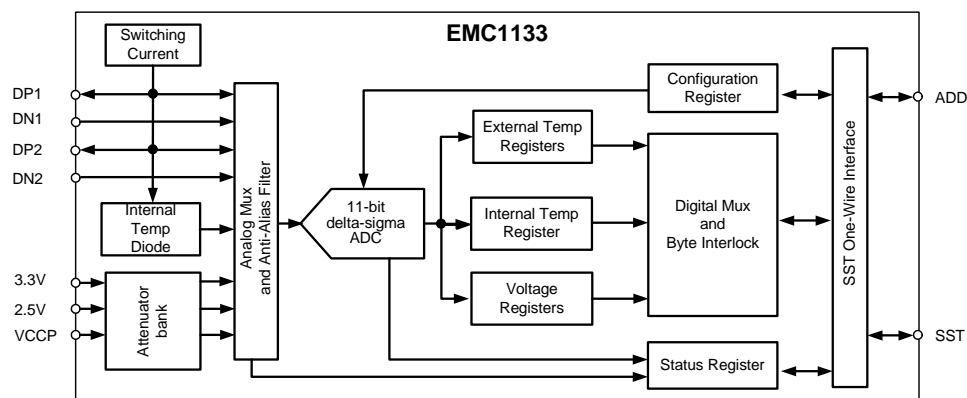 EMC1133
Switching
Current
DP1
DN1
DP2
DN2
Internal
Temp
Diode
3.3V
2.5V
VCCP
Attenuator
bank
Analog Mux
and Anti-Alias Filter
11-bit
delta-sigma
ADC
External Temp
Registers
Internal Temp
Register
Voltage
Registers
Configuration
Register
Digital Mux
and
Byte Interlock
Status Register
SST One-Wire Interface
ADD
SST